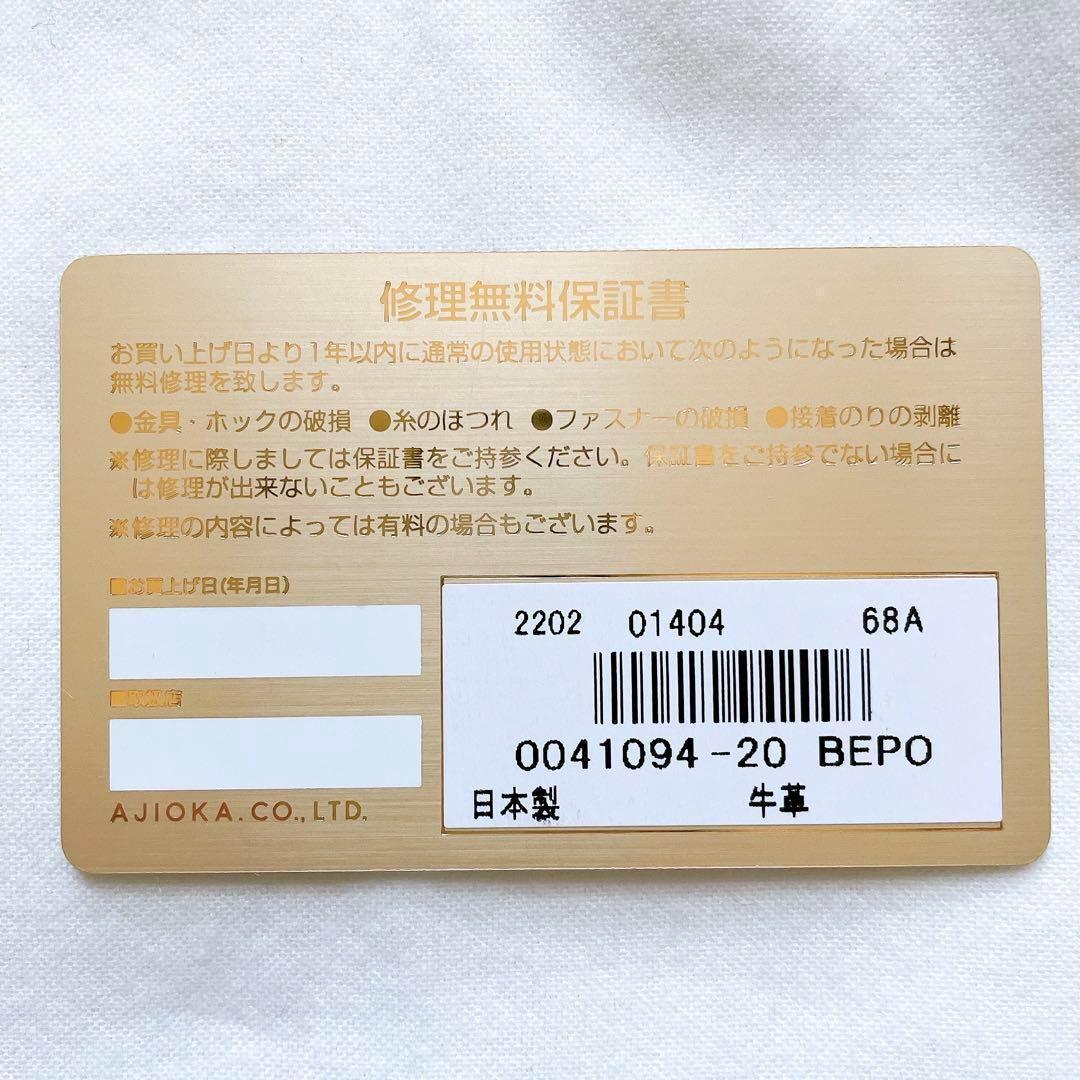 修理無料保証書
お買い上げ日より1年以内に通常の使用状態において次のようになった場合は
無料修理を致します。
●金具・ホックの破損 ●糸のほつれ ●ファスナーの破損 ●接着のりの剥離
※修理に際しましては保証書をご持参ください。保証書をご持参でない場合に
は修理が出来ないこともございます。
※修理の内容によっては有料の場合もございます。
■お買上げ日(年月日)
■取扱店
AJIOKA.CO.,LTD.
2202 01404 68A
0041094-20 BEPO
日本製 牛革